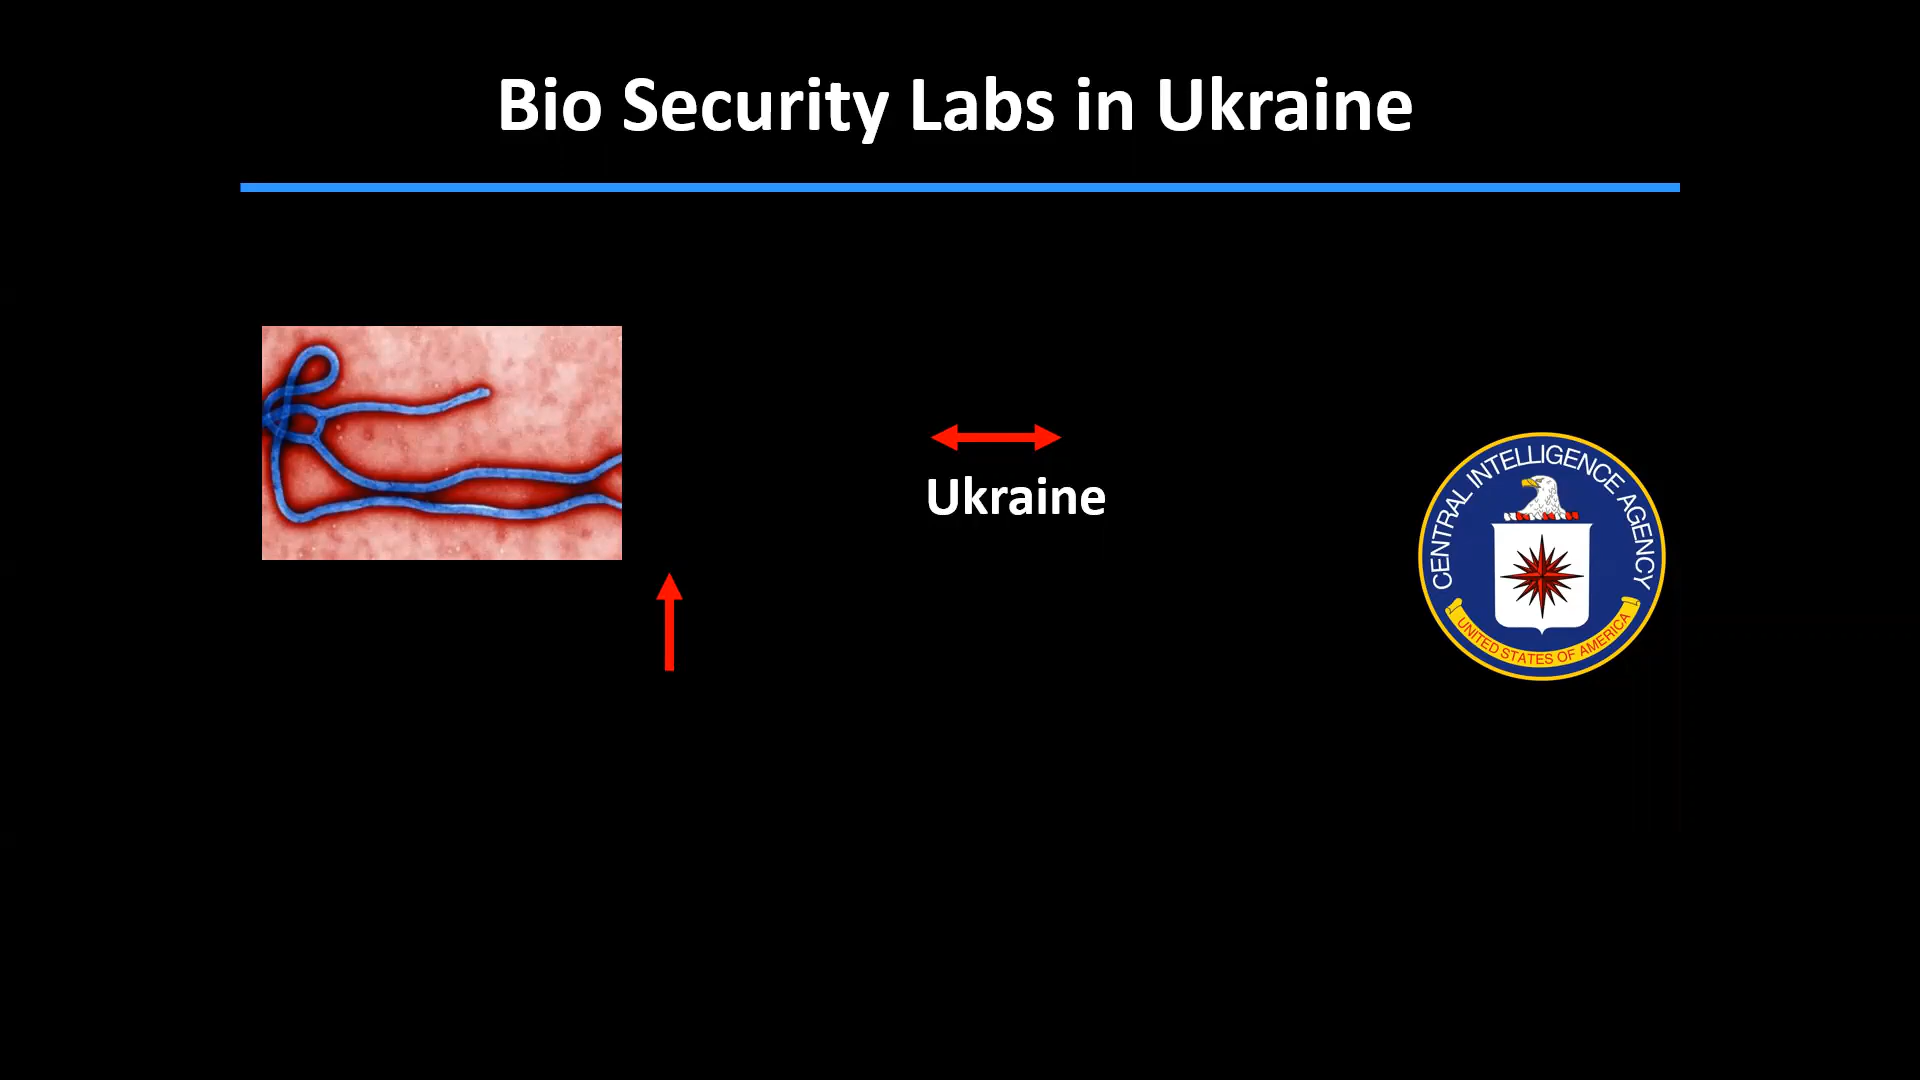 Bio Security Labs in Ukraine
Ukraine
CENTRAL INTELLIGENCE AGENCY
UNITED STATES OF AMERICA